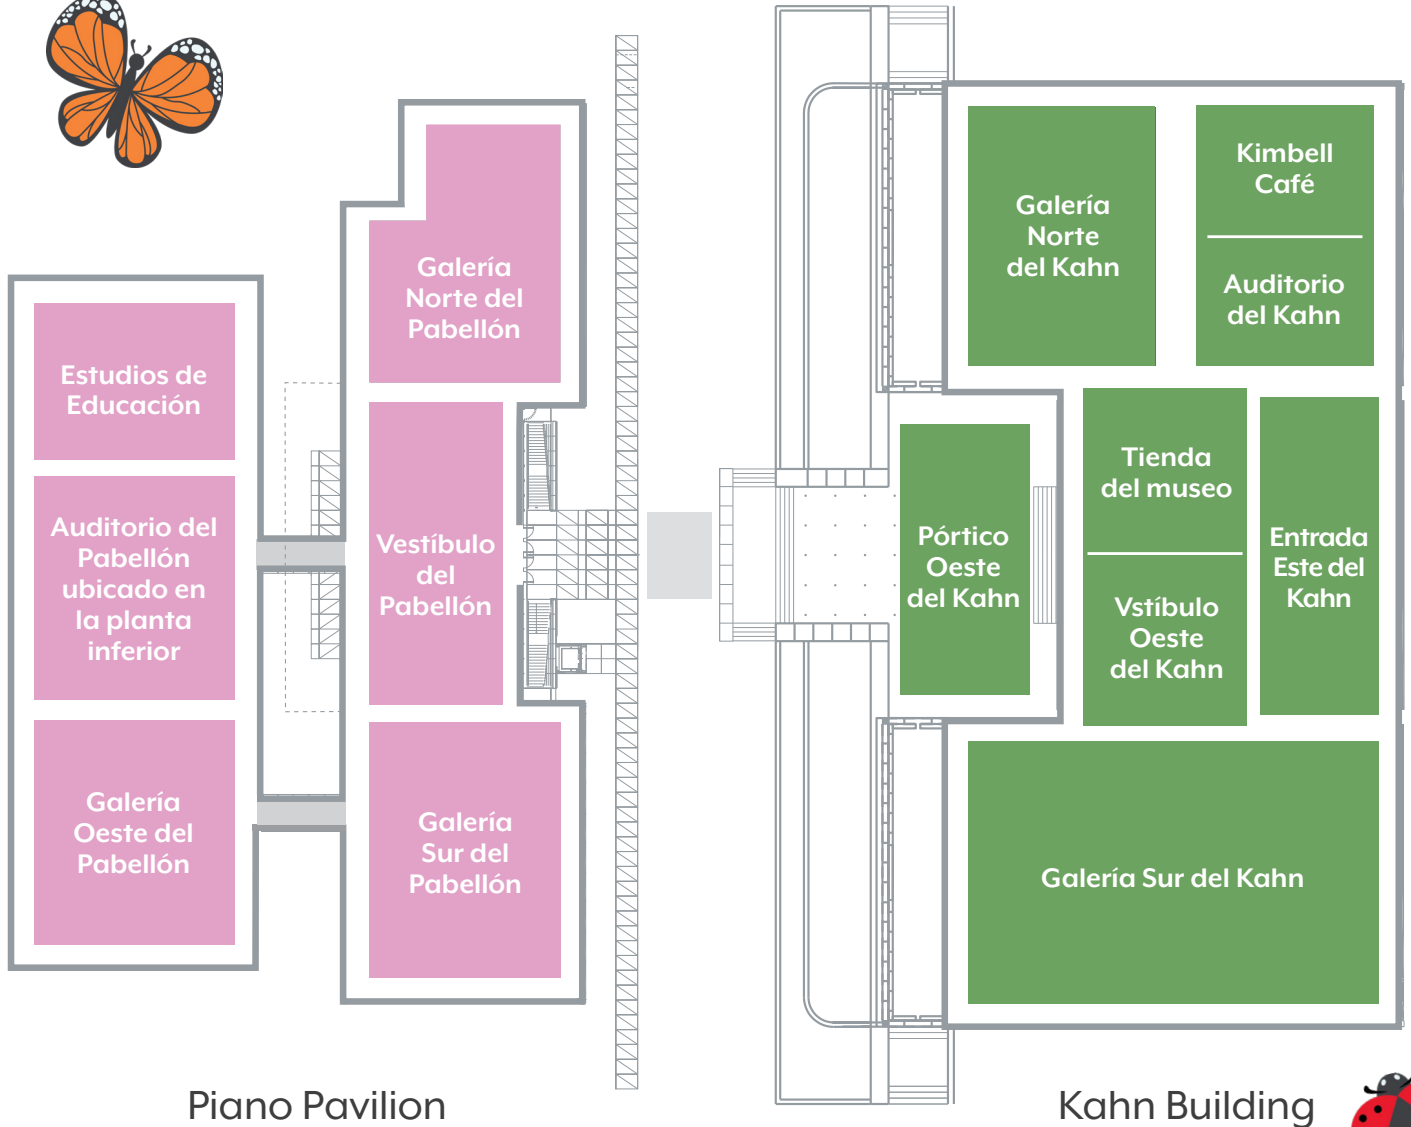 Galería
Norte del
Pabellón
Estudios de
Educación
Auditorio del
Pabellón
ubicado en
la planta
inferior
Vestíbulo
del
Pabellón
Galería
Oeste del
Pabellón
Galería
Sur del
Pabellón
Piano Pavilion
Galería
Norte
del Kahn
Kimbell
Café
Auditorio
del Kahn
Tienda
del museo
Pórtico
Oeste
del Kahn
Vstíbulo
Oeste
del Kahn
Entrada
Este del
Kahn
Galería Sur del Kahn
Kahn Building